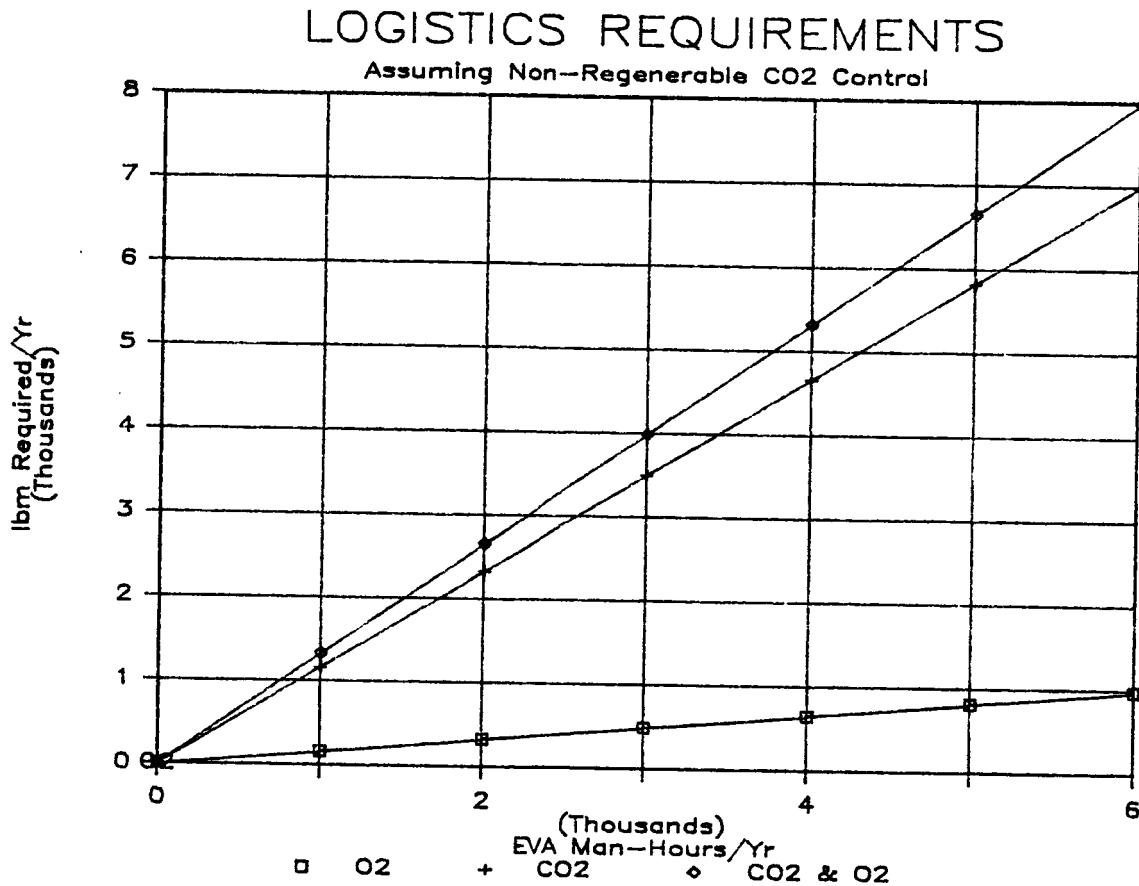 LOGISTICS REQUIREMENTS
Assuming Non-Regenerable CO2 Control
8
7
6
5
4
3
2
1
0
lbm Required/Yr
(Thousands)
0 2 4 6
(Thousands)
EVA Man-Hours/Yr
O2 CO2 CO2 & O2